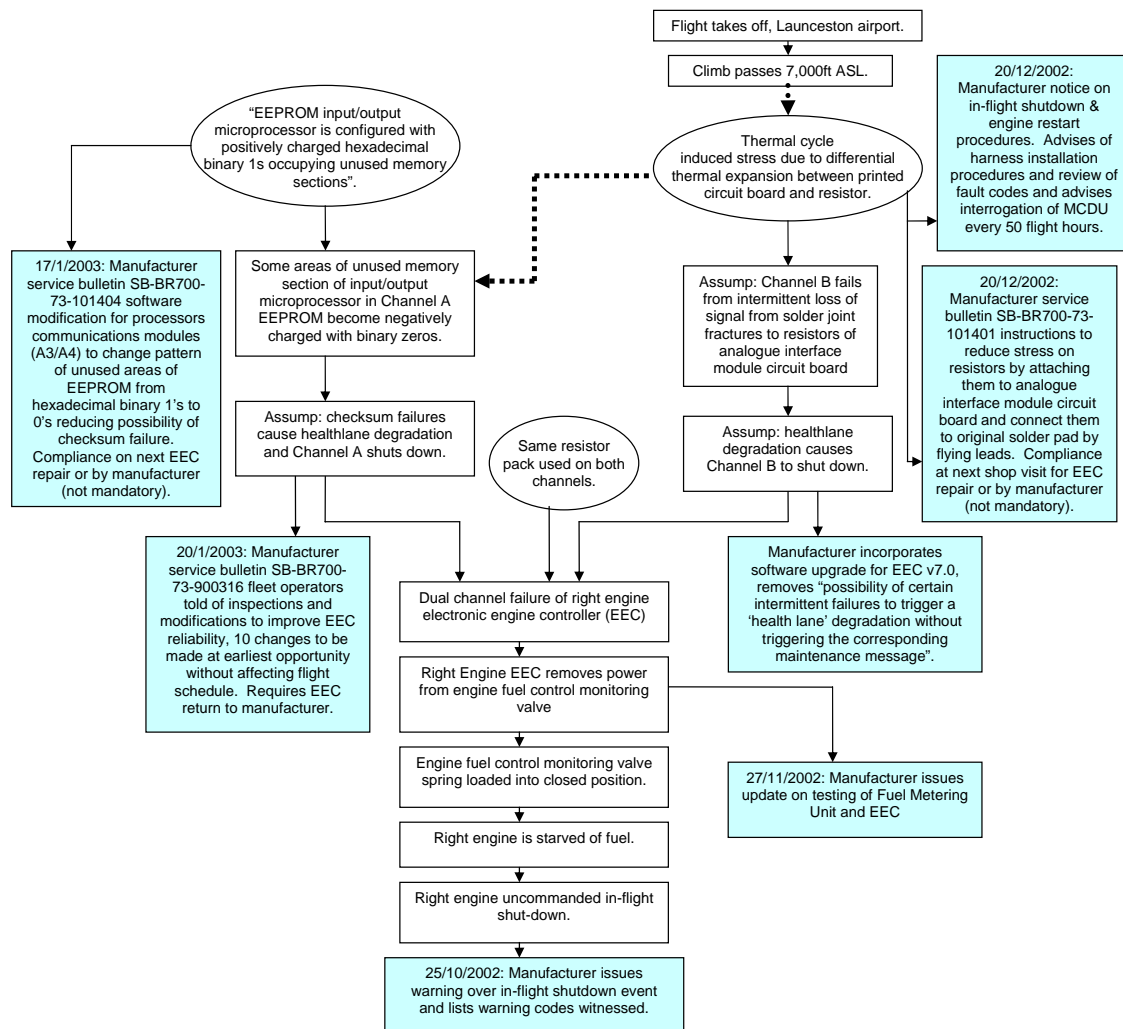 Flight takes off, Launceston airport.
Climb passes 7,000ft ASL.
20/12/2002:
Manufacturer notice on
in-flight shutdown &
engine restart
procedures. Advises of
harness installation
procedures and review of
fault codes and advises
interrogation of MCDU
every 50 flight hours.
“EEPROM input/output
microprocessor is configured with
positively charged hexadecimal
binary 1s occupying unused memory
sections”.
Thermal cycle
induced stress due to differential
thermal expansion between printed
circuit board and resistor.
17/1/2003: Manufacturer
service bulletin SB-BR700-
73-101404 software
modification for processors
communications modules
(A3/A4) to change pattern
of unused areas of
EEPROM from
hexadecimal binary 1’s to
0’s reducing possibility of
checksum failure.
Compliance on next EEC
repair or by manufacturer
(not mandatory).
Some areas of unused memory
section of input/output
microprocessor in Channel A
EEPROM become negatively
charged with binary zeros.
Assump: Channel B fails
from intermittent loss of
signal from solder joint
fractures to resistors of
analogue interface
module circuit board
20/12/2002:
Manufacturer service
bulletin SB-BR700-73-
101401 instructions to
reduce stress on
resistors by attaching
them to analogue
interface module circuit
board and connect them
to original solder pad by
flying leads. Compliance
at next shop visit for EEC
repair or by manufacturer
(not mandatory).
Assump: checksum failures
cause healthlane degradation
and Channel A shuts down.
Same resistor
pack used on both
channels.
Assump: healthlane
degradation causes
Channel B to shut down.
20/1/2003: Manufacturer
service bulletin SB-BR700-
73-900316 fleet operators
told of inspections and
modifications to improve EEC
reliability, 10 changes to be
made at earliest opportunity
without affecting flight
schedule. Requires EEC
return to manufacturer.
Dual channel failure of right engine
electronic engine controller (EEC)
Manufacturer incorporates
software upgrade for EEC v7.0,
removes “possibility of certain
intermittent failures to trigger a
‘health lane’ degradation without
triggering the corresponding
maintenance message”.
Right Engine EEC removes power
from engine fuel control monitoring
valve
Engine fuel control monitoring valve
spring loaded into closed position.
27/11/2002: Manufacturer issues
update on testing of Fuel Metering
Unit and EEC
Right engine is starved of fuel.
Right engine uncommanded in-flight
shut-down.
25/10/2002: Manufacturer issues
warning over in-flight shutdown event
and lists warning codes witnessed.